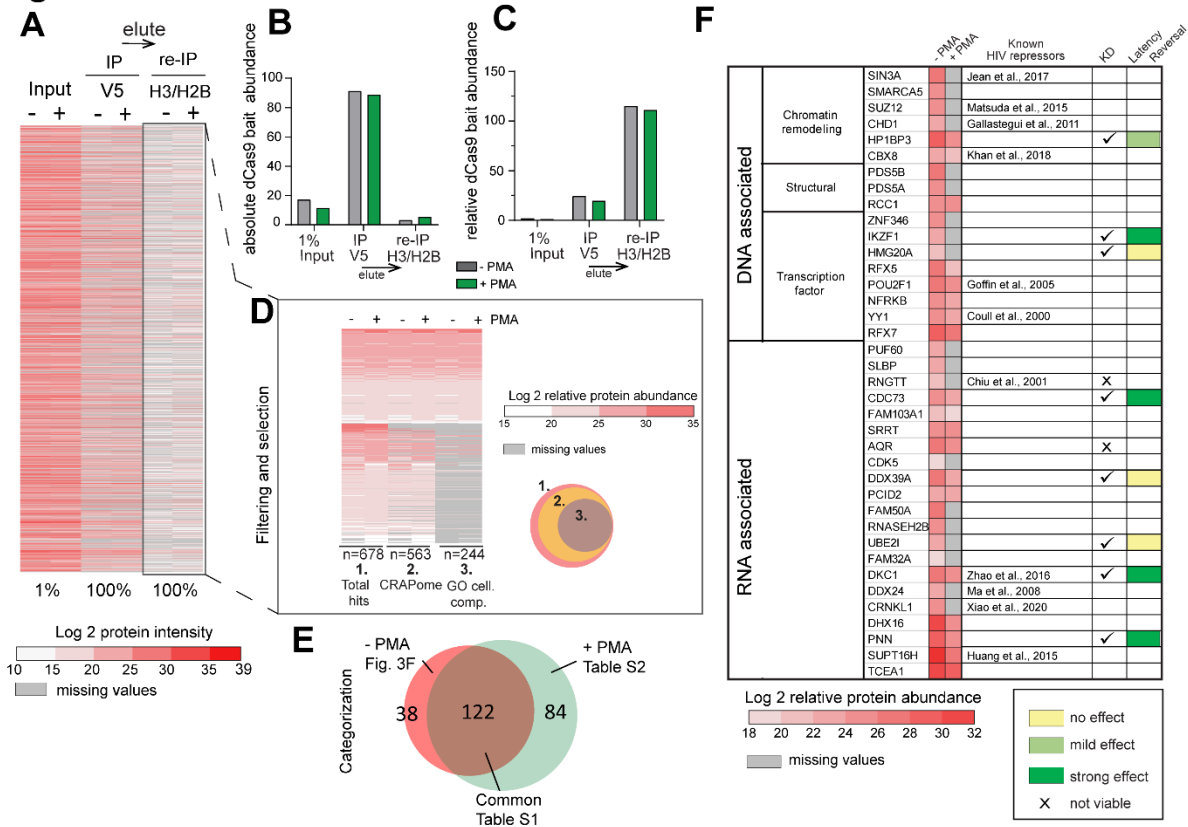 A
elute
IP
re-IP
Input
V5
H3/H2B
- + - + - +
1% 100% 100%
Log 2 protein intensity
10 15 20 25 30 35 39
missing values
B
absolute dCas9 bait abundance
100
80
60
40
20
0
1%
Input
IP
V5
re-IP
H3/H2B
elute
C
relative dCas9 bait abundance
150
100
50
0
1%
Input
IP
V5
re-IP
H3/H2B
elute
- PMA
+ PMA
D
Filtering and selection
- + - + - + PMA
n=678 n=563 n=244
1. 2. 3.
Total
hits
CRAPome
GO cell.
comp.
Log 2 relative protein abundance
15 20 25 30 35
missing values
1.
2.
3.
E
Categorization
- PMA
Fig. 3F
+ PMA
Table S2
38 122 84
Common
Table S1
F
- PMA
+ PMA
Known
HIV repressors
KD
Latency
Reversal
DNA associated
Chromatin
remodeling
SIN3A Jean et al., 2017
SMARCA5
SUZ12 Matsuda et al., 2015
CHD1 Gallastegui et al., 2011
HP1BP3 ✓
CBX8 Khan et al., 2018
Structural
PDS5B
PDS5A
RCC1
Transcription
factor
ZNF346
IKZF1 ✓
HMG20A ✓
RFX5
POU2F1 Goffin et al., 2005
NFRKB
YY1 Coull et al., 2000
RFX7
RNA associated
PUF60
SLBP
RNGTT Chiu et al., 2001 X
CDC73 ✓
FAM103A1
SRRT
AQR X
CDK5
DDX39A ✓
PCID2
FAM50A
RNASEH2B
UBE2I ✓
FAM32A
DKC1 Zhao et al., 2016 ✓
DDX24 Ma et al., 2008
CRNKL1 Xiao et al., 2020
DHX16
PNN ✓
SUPT16H Huang et al., 2015
TCEA1
Log 2 relative protein abundance
18 20 22 24 26 28 30 32
missing values
no effect
mild effect
strong effect
X not viable